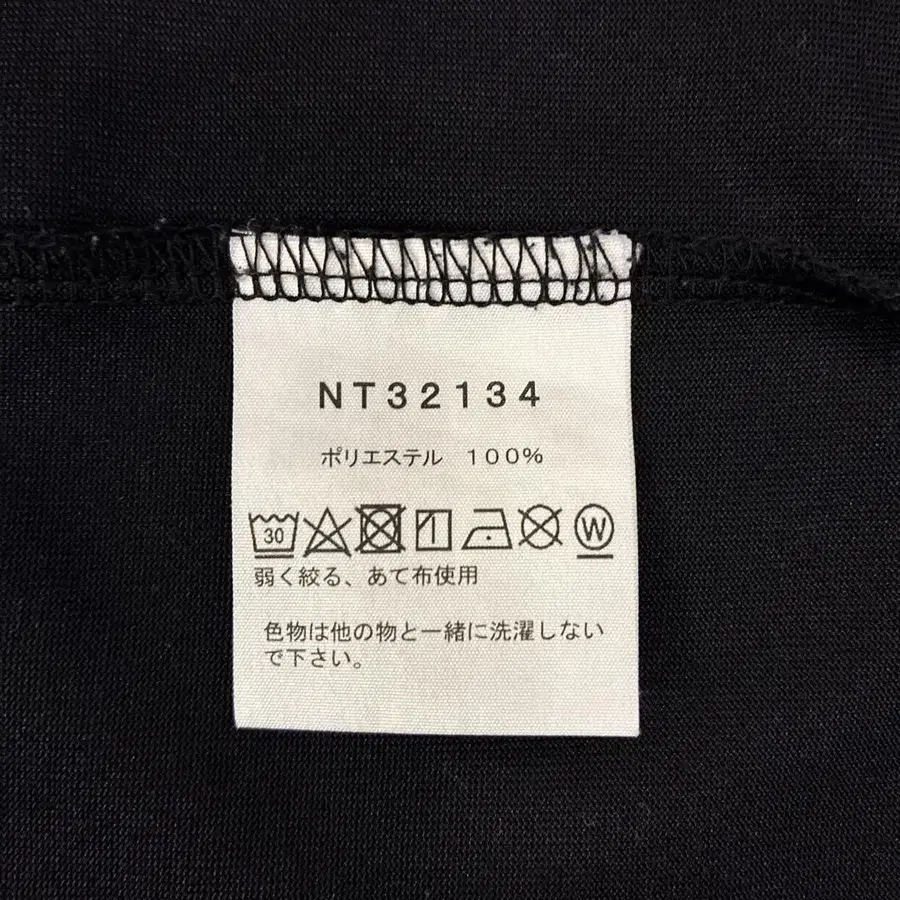 NT32134
ポリエステル 100%
30 W
弱く絞る、あて布使用
色物は他の物と一緒に洗濯しない
で下さい。